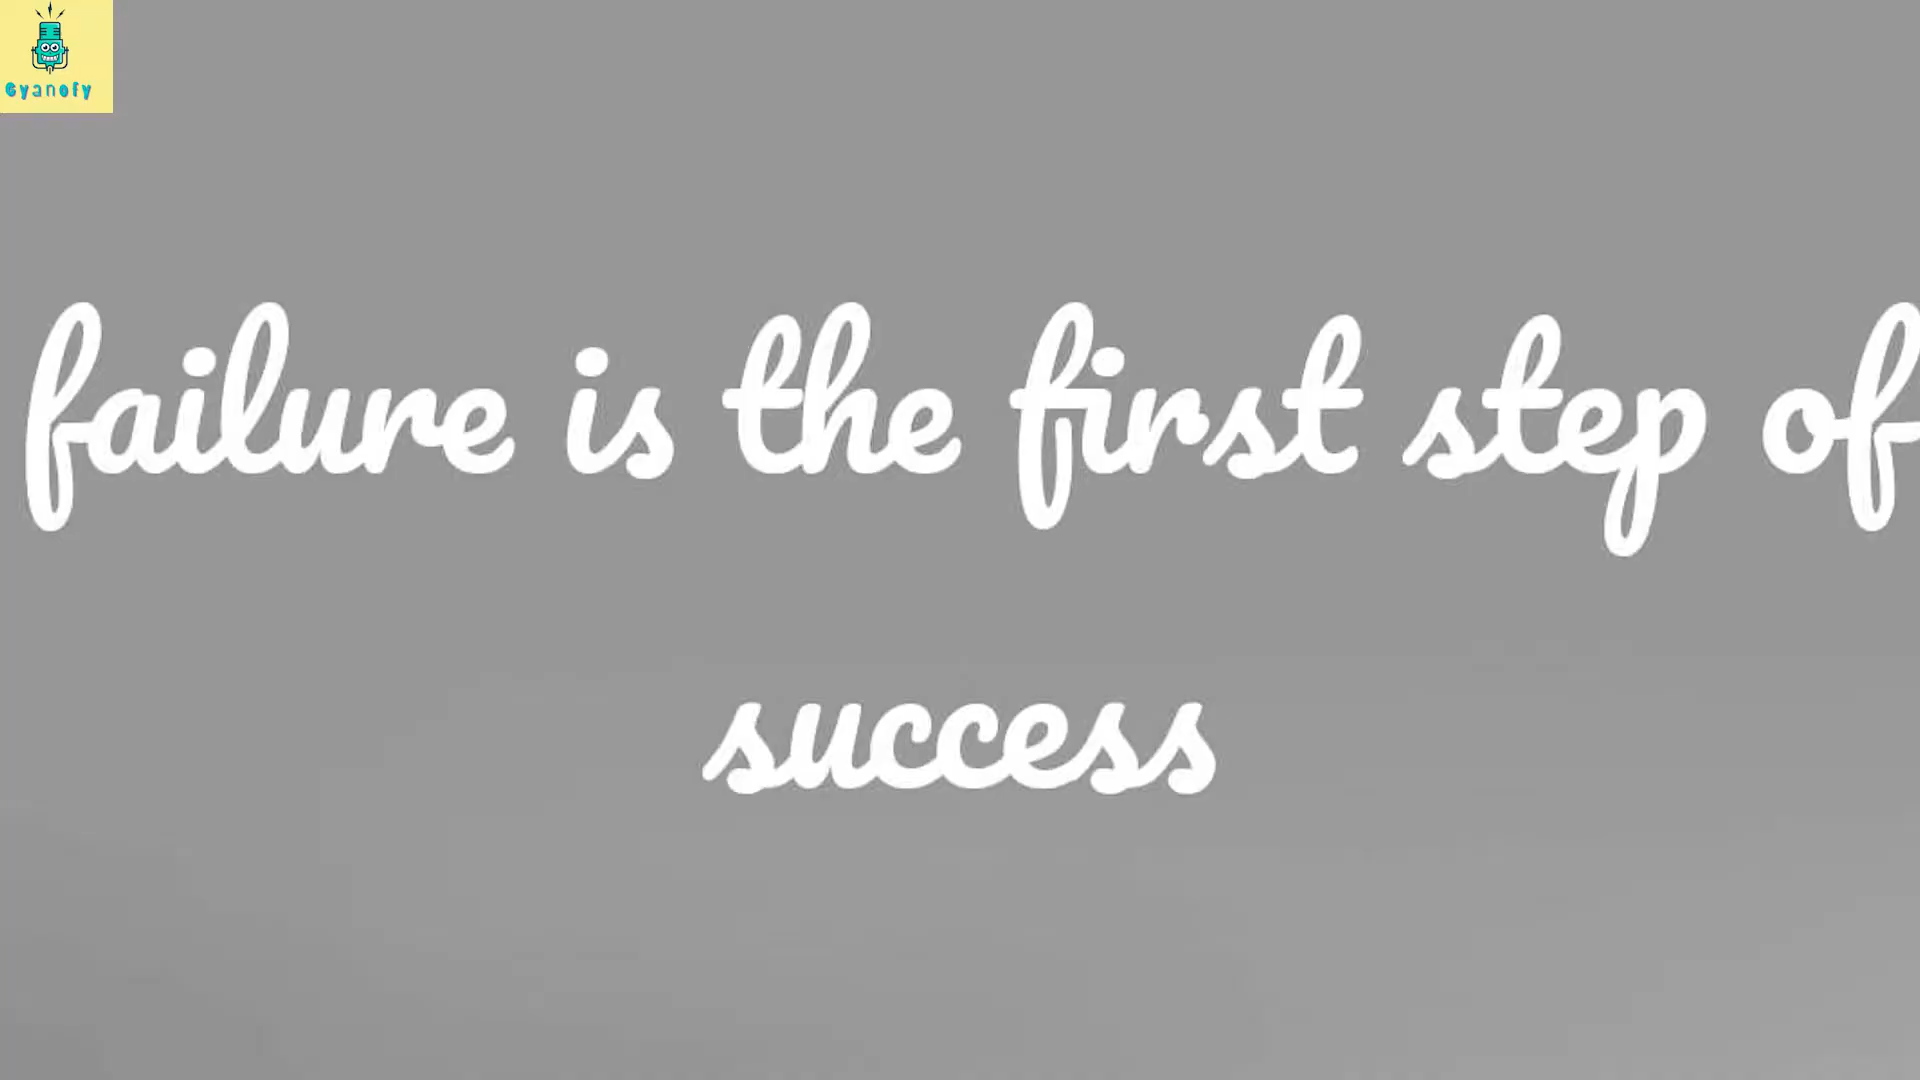 Gyanofy
failure is the first step of
success